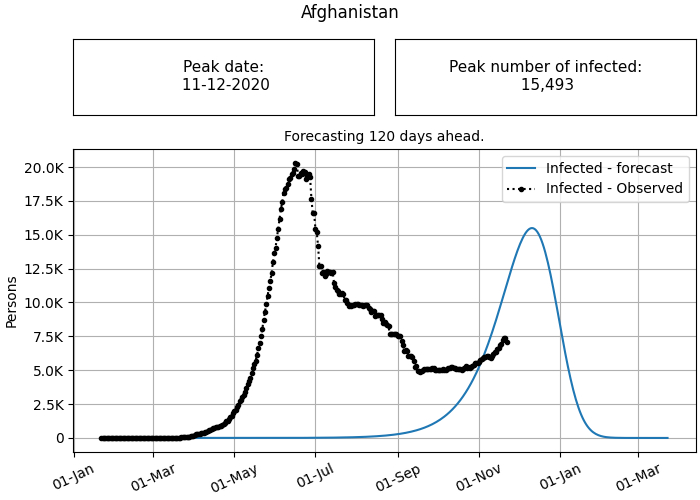 Afghanistan
Peak date:
11-12-2020
Peak number of infected:
15,493
Forecasting 120 days ahead.
Infected - forecast
Infected - Observed
Persons
20.0K
17.5K
15.0K
12.5K
10.0K
7.5K
5.0K
2.5K
0
01-Jan
01-Mar
01-May
01-Jul
01-Sep
01-Nov
01-Jan
01-Mar